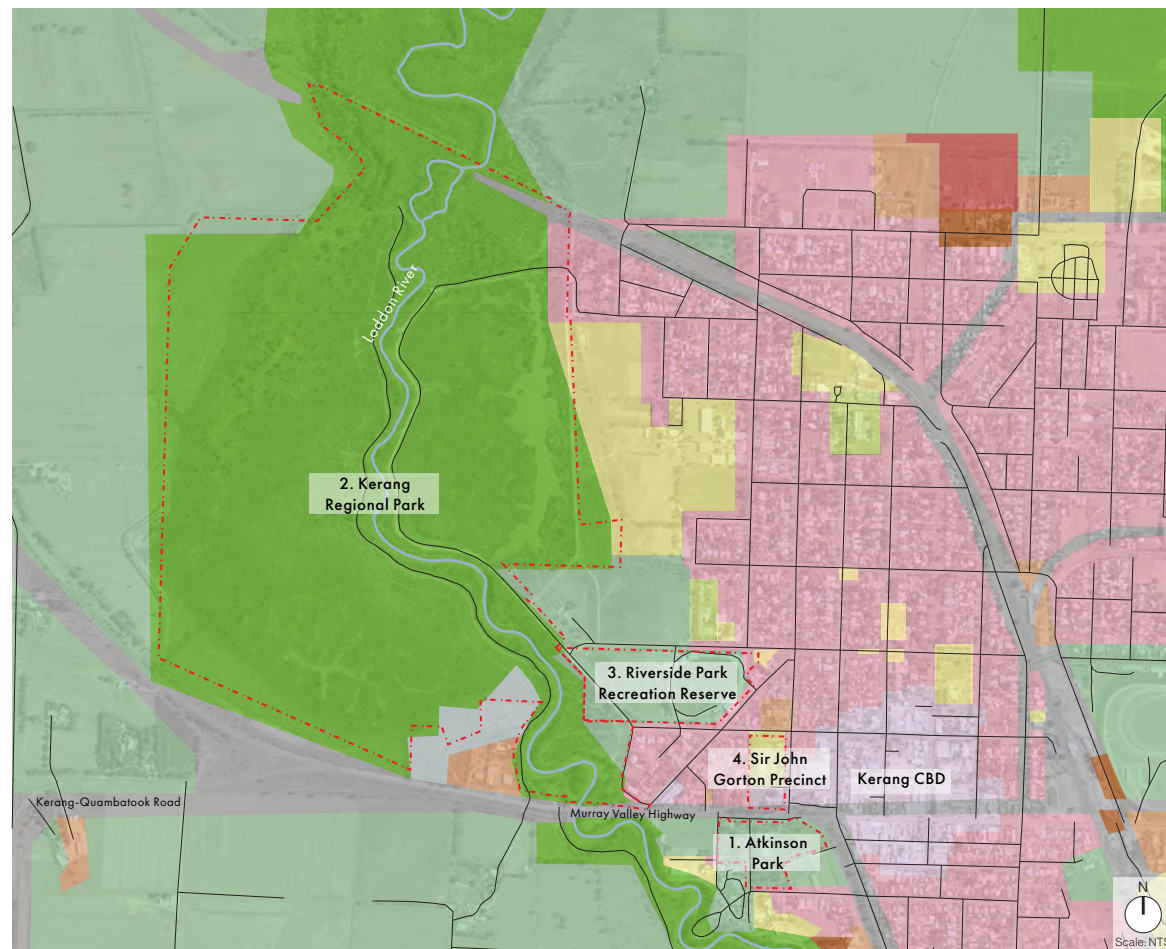 Loddon River
2. Kerang
Regional Park
3. Riverside Park
Recreation Reserve
4. Sir John
Gorton Precinct
Kerang CBD
Kerang-Quambatook Road
Murray Valley Highway
1. Atkinson
Park
N
Scale: NTS